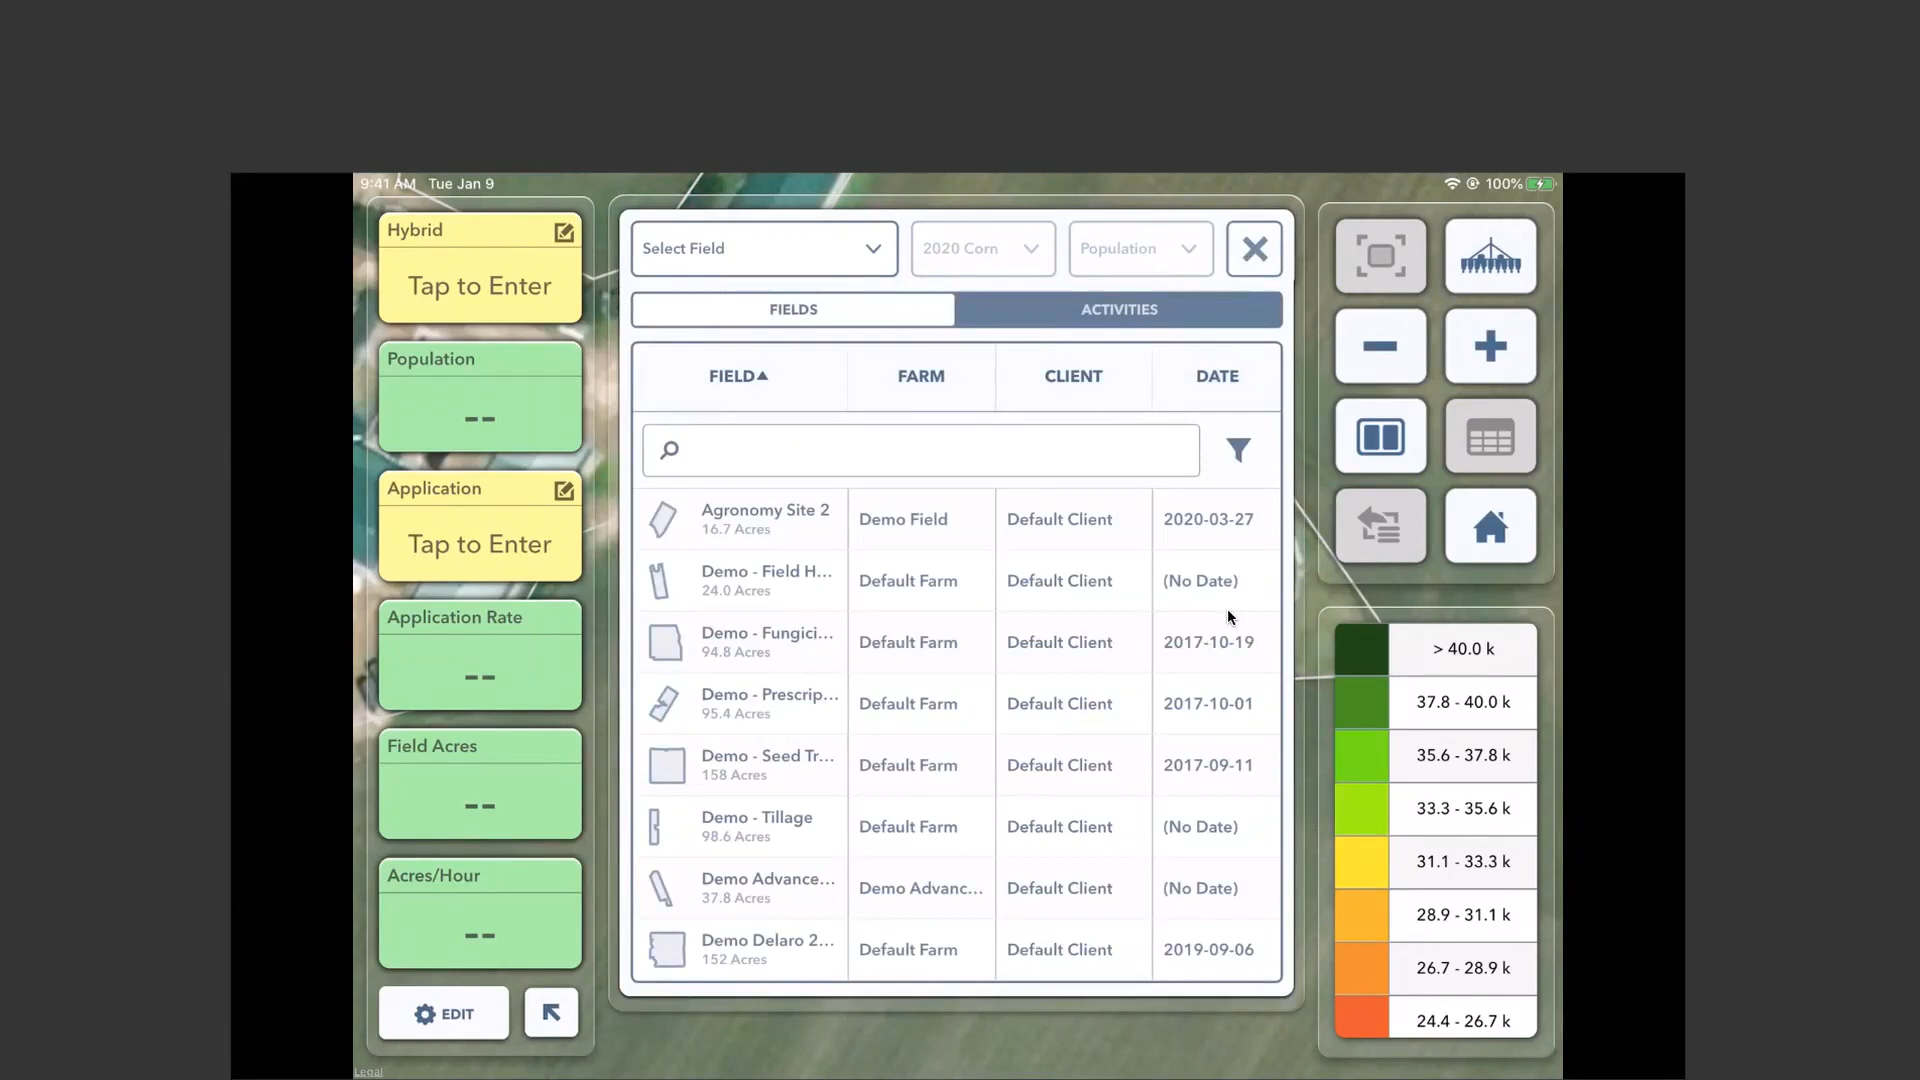 9:41 AM Tue Jan 9
100%
Hybrid
Tap to Enter
Population
--
Application
Tap to Enter
Application Rate
--
Field Acres
--
Acres/Hour
--
EDIT
Legal
Select Field
2020 Corn
Population
FIELDS
ACTIVITIES
FIELD▲ FARM CLIENT DATE
Agronomy Site 2 Demo Field Default Client 2020-03-27
16.7 Acres
Demo - Field H... Default Farm Default Client (No Date)
24.0 Acres
Demo - Fungici... Default Farm Default Client 2017-10-19
94.8 Acres
Demo - Prescrip... Default Farm Default Client 2017-10-01
95.4 Acres
Demo - Seed Tr... Default Farm Default Client 2017-09-11
158 Acres
Demo - Tillage Default Farm Default Client (No Date)
98.6 Acres
Demo Advance... Demo Advanc... Default Client (No Date)
37.8 Acres
Demo Delaro 2... Default Farm Default Client 2019-09-06
152 Acres
> 40.0 k
37.8 - 40.0 k
35.6 - 37.8 k
33.3 - 35.6 k
31.1 - 33.3 k
28.9 - 31.1 k
26.7 - 28.9 k
24.4 - 26.7 k